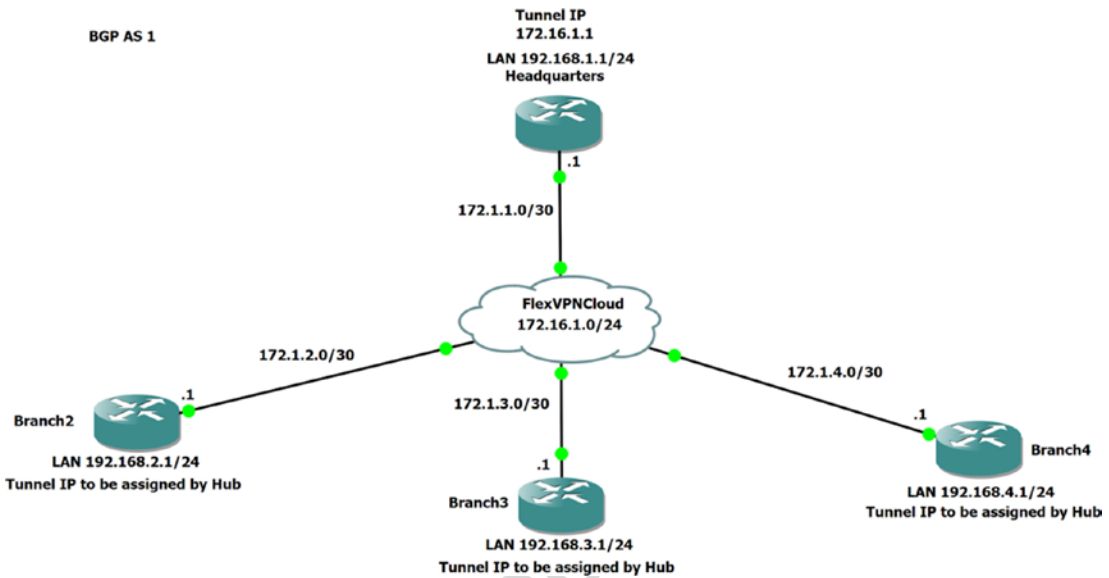 BGP AS 1
Tunnel IP
172.16.1.1
LAN 192.168.1.1/24
Headquarters
.1
172.1.1.0/30
FlexVPNCloud
172.16.1.0/24
172.1.2.0/30
172.1.3.0/30
172.1.4.0/30
.1
Branch2
LAN 192.168.2.1/24
Tunnel IP to be assigned by Hub
.1
Branch3
LAN 192.168.3.1/24
Tunnel IP to be assigned by Hub
.1
Branch4
LAN 192.168.4.1/24
Tunnel IP to be assigned by Hub